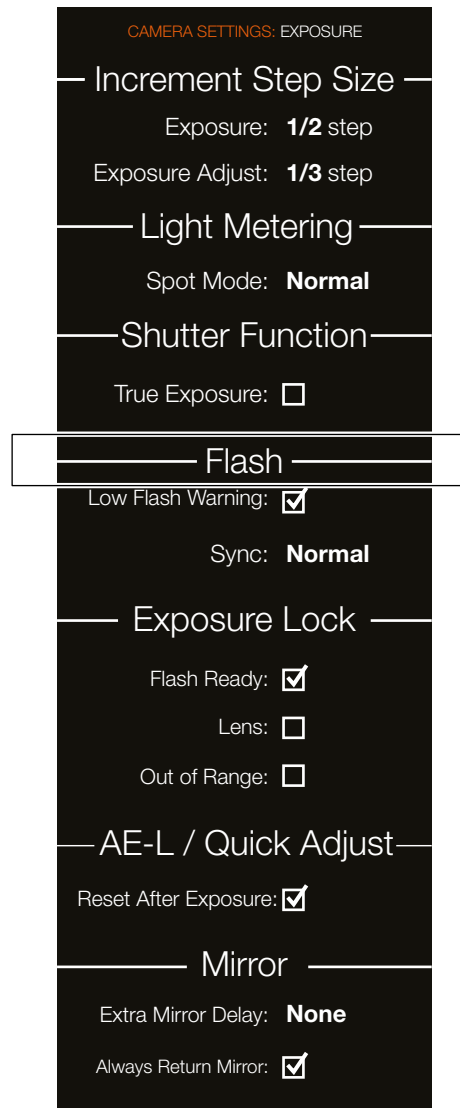 CAMERA SETTINGS: EXPOSURE
Increment Step Size
Exposure: 1/2 step
Exposure Adjust: 1/3 step
Light Metering
Spot Mode: Normal
Shutter Function
True Exposure:
Flash
Low Flash Warning:
Sync: Normal
Exposure Lock
Flash Ready:
Lens:
Out of Range:
AE-L / Quick Adjust
Reset After Exposure:
Mirror
Extra Mirror Delay: None
Always Return Mirror: